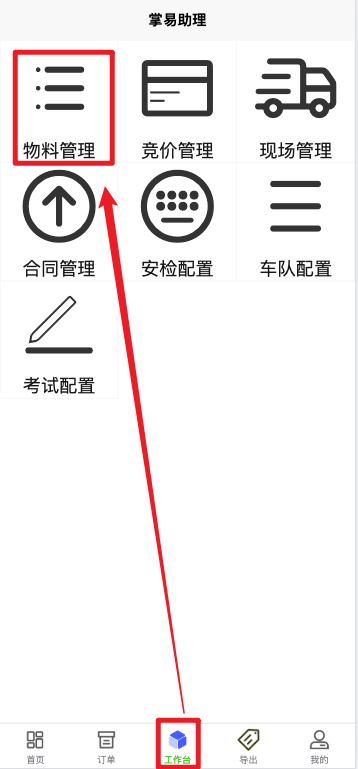 掌易助理
物料管理 竞价管理 现场管理
合同管理 安检配置 车队配置
考试配置
首页 订单 工作台 导出 我的